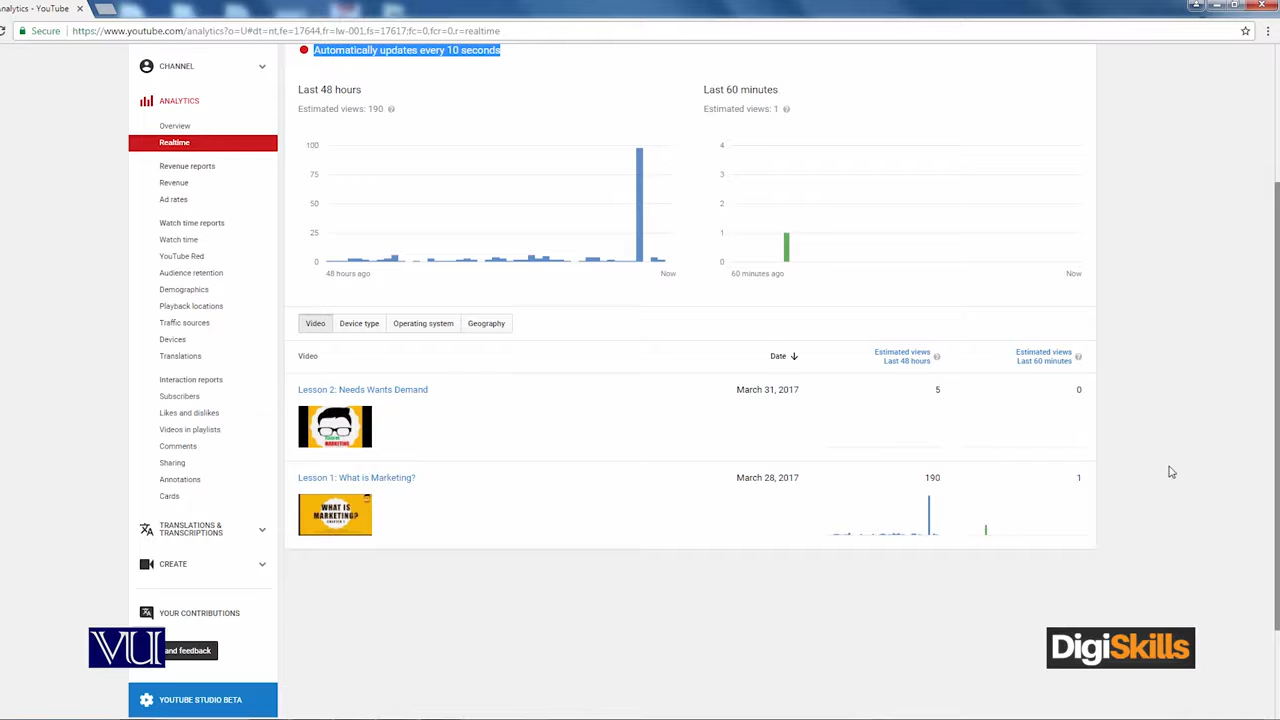 Analytics - YouTube
Secure
https://www.youtube.com/analytics?o=U#dt=nt,fe=17644,fr=lw-001,fs=17617;fc=0,fcr=0,r=realtime
Automatically updates every 10 seconds
CHANNEL
ANALYTICS
Overview
Realtime
Revenue reports
Revenue
Ad rates
Watch time reports
Watch time
YouTube Red
Audience retention
Demographics
Playback locations
Traffic sources
Devices
Translations
Interaction reports
Subscribers
Likes and dislikes
Videos in playlists
Comments
Sharing
Annotations
Cards
TRANSLATIONS &
TRANSCRIPTIONS
CREATE
YOUR CONTRIBUTIONS
and feedback
YOUTUBE STUDIO BETA
Last 48 hours
Estimated views: 190
100
75
50
25
0
48 hours ago
Now
Last 60 minutes
Estimated views: 1
4
3
2
1
0
60 minutes ago
Now
Video
Device type
Operating system
Geography
Video
Date
Estimated views
Last 48 hours
Estimated views
Last 60 minutes
Lesson 2: Needs Wants Demand
March 31, 2017
5
0
MARKETING
Lesson 1: What is Marketing?
March 28, 2017
190
1
WHAT IS
MARKETING?
VU
DigiSkills